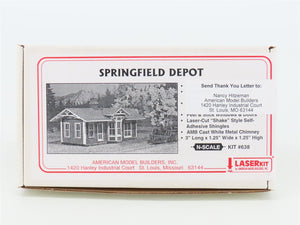 SPRINGFIELD DEPOT
Send Thank You Letter to:
Nancy Hitzeman
American Model Builders
1420 Hanley Industrial Court
St. Louis, MO 63144
Peel & Stick Windows & Doors
• Laser-Cut "Shake" Style Self-
Adhesive Shingles
• AMB Cast White Metal Chimney
• 3" Long x 1.25" Wide x 1.25" High
N-SCALE KIT #638
AMERICAN MODEL BUILDERS, INC.
1420 Hanley Industrial Court St. Louis, Missouri 63144
LASERKIT